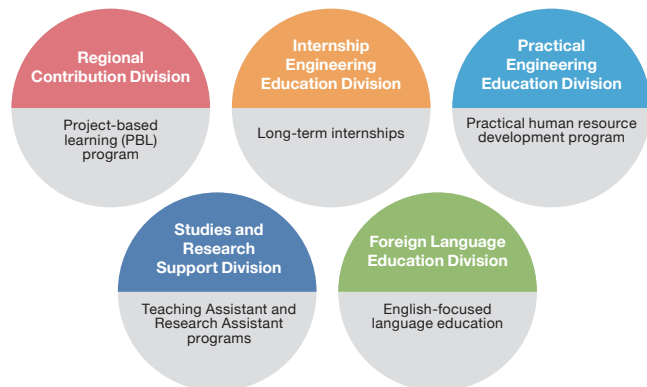 Regional
Contribution Division
Project-based
learning (PBL)
program
Internship
Engineering
Education Division
Long-term internships
Practical
Engineering
Education Division
Practical human resource
development program
Studies and
Research
Support Division
Teaching Assistant and
Research Assistant
programs
Foreign Language
Education Division
English-focused
language education